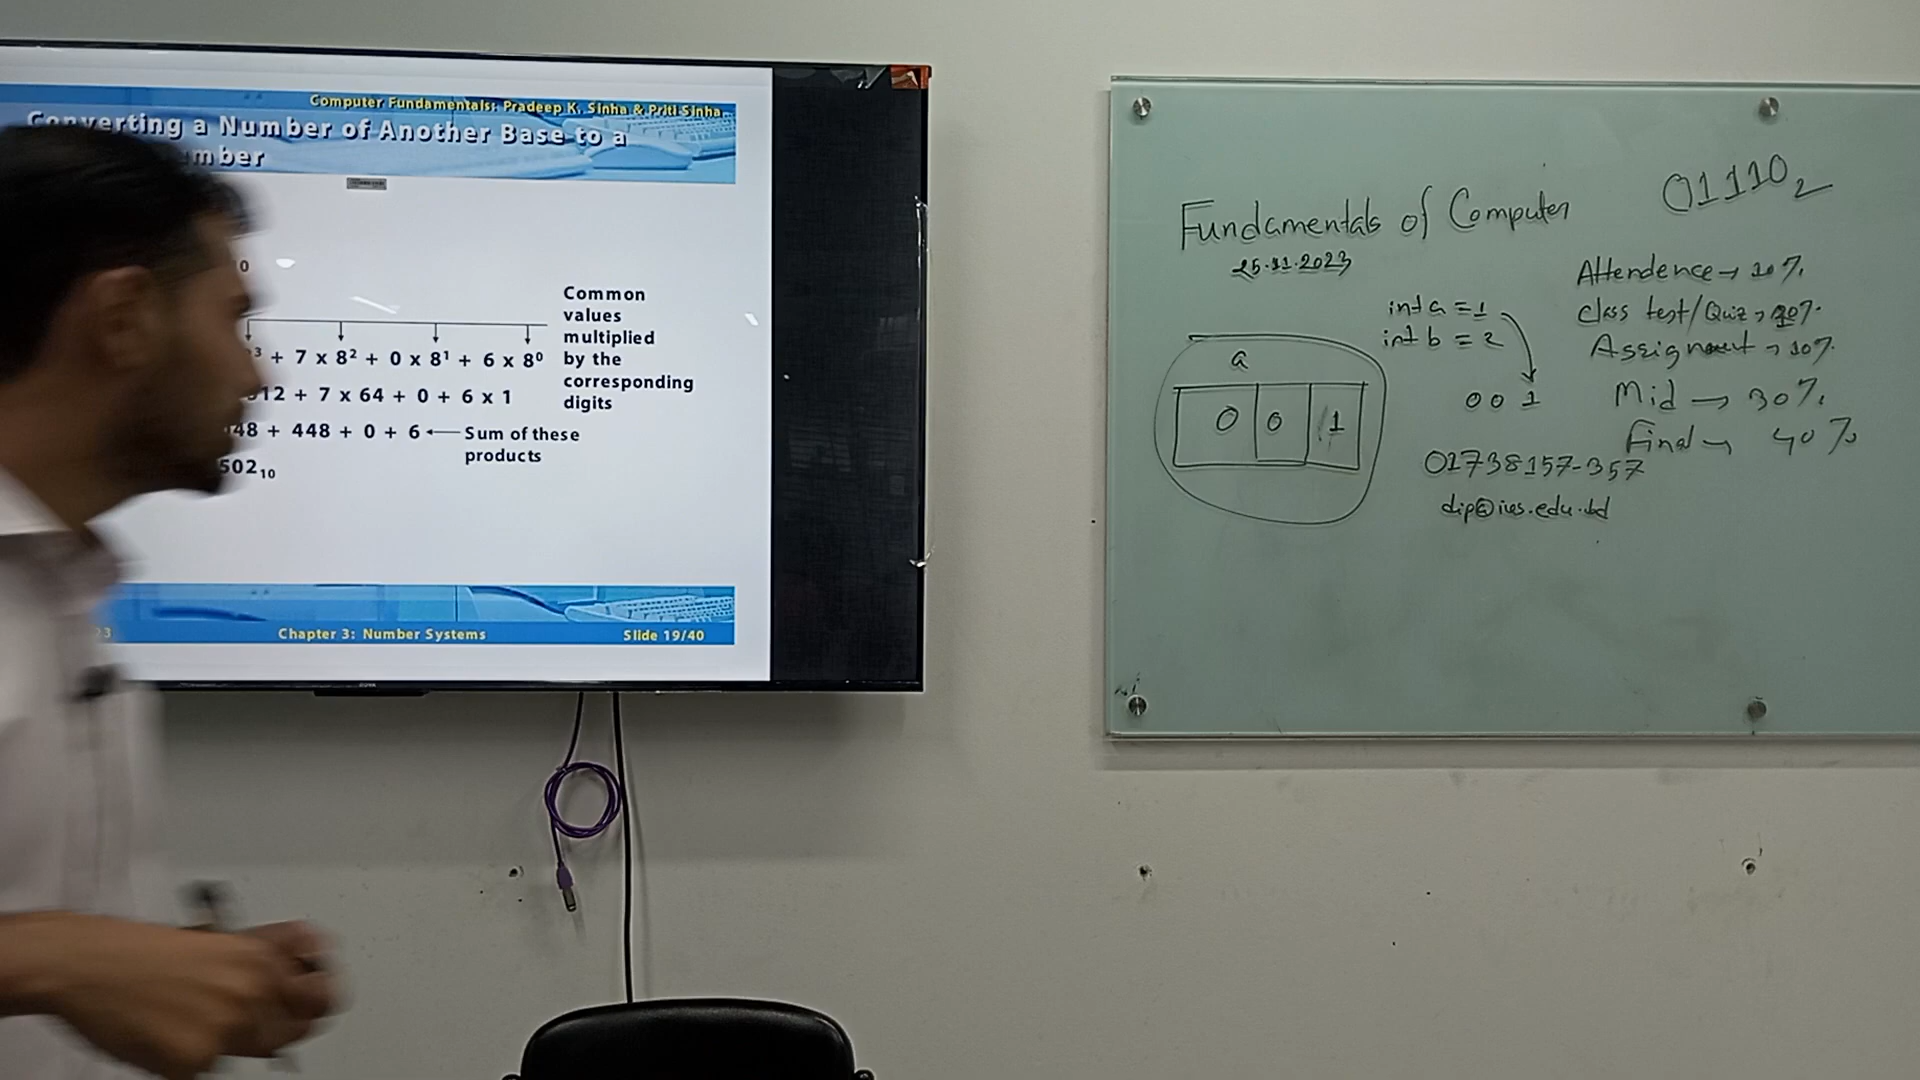 Computer Fundamentals: Pradeep K. Sinha & Priti Sinha
Converting a Number of Another Base to a
mber
0
3 + 7 x 8² + 0 x 8¹ + 6 x 8⁰
12 + 7 x 64 + 0 + 6 x 1
48 + 448 + 0 + 6 ← Sum of these products
502₁₀
Common
values
multiplied
by the
corresponding
digits
3
Chapter 3: Number Systems
Slide 19/40
Fundamentals of Computer
25.11.2023
01110₂
int a = 1
int b = 2
0 0 1
a
0 0 1
Attendence → 10%
Class test/Quiz → 10%
Assignment → 10%
Mid → 30%
Final → 40%
01738157-357
dip@ius.edu.bd